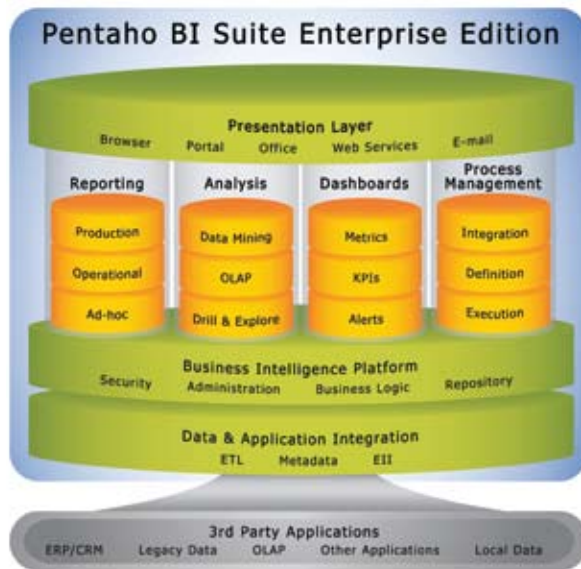 Pentaho BI Suite Enterprise Edition
Presentation Layer
Browser Portal Office Web Services E-mail
Reporting Analysis Dashboards Process Management
Production Data Mining Metrics Integration
Operational OLAP KPIs Definition
Ad-hoc Drill & Explore Alerts Execution
Business Intelligence Platform
Security Administration Business Logic Repository
Data & Application Integration
ETL Metadata EII
3rd Party Applications
ERP/CRM Legacy Data OLAP Other Applications Local Data